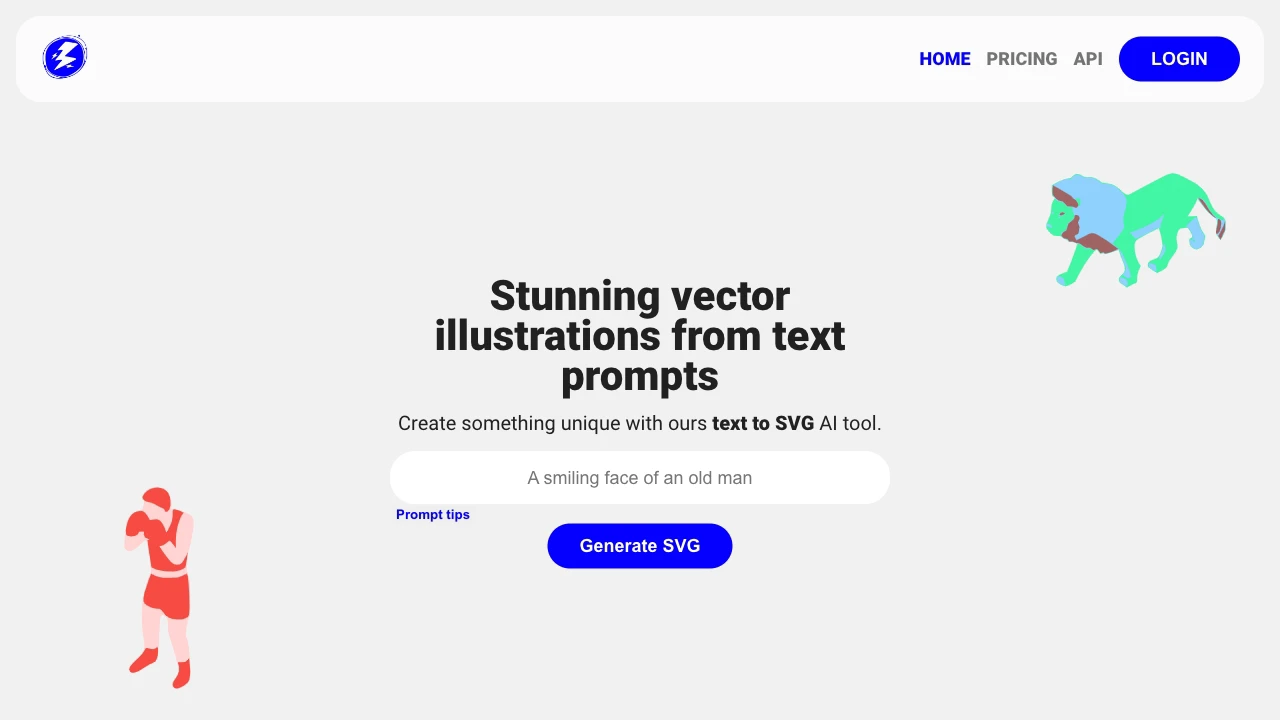 HOME PRICING API LOGIN
Stunning vector
illustrations from text
prompts
Create something unique with ours text to SVG AI tool.
A smiling face of an old man
Prompt tips
Generate SVG